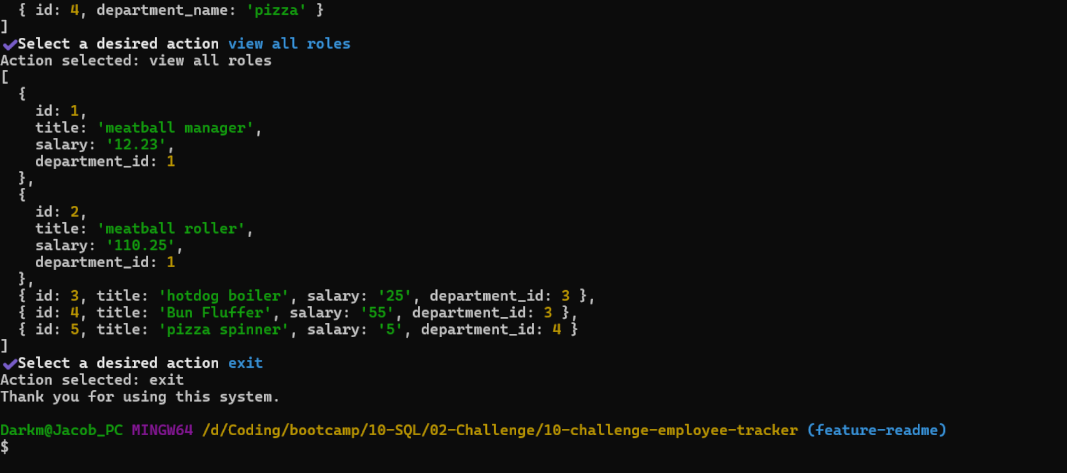 { id: 4, department_name: 'pizza' }
]
✔Select a desired action view all roles
Action selected: view all roles
[
  {
    id: 1,
    title: 'meatball manager',
    salary: '12.23',
    department_id: 1
  },
  {
    id: 2,
    title: 'meatball roller',
    salary: '110.25',
    department_id: 1
  },
  { id: 3, title: 'hotdog boiler', salary: '25', department_id: 3 },
  { id: 4, title: 'Bun Fluffer', salary: '55', department_id: 3 },
  { id: 5, title: 'pizza spinner', salary: '5', department_id: 4 }
]
✔Select a desired action exit
Action selected: exit
Thank you for using this system.
Darkm@Jacob_PC MINGW64 /d/Coding/bootcamp/10-SQL/02-Challenge/10-challenge-employee-tracker (feature-readme)
$